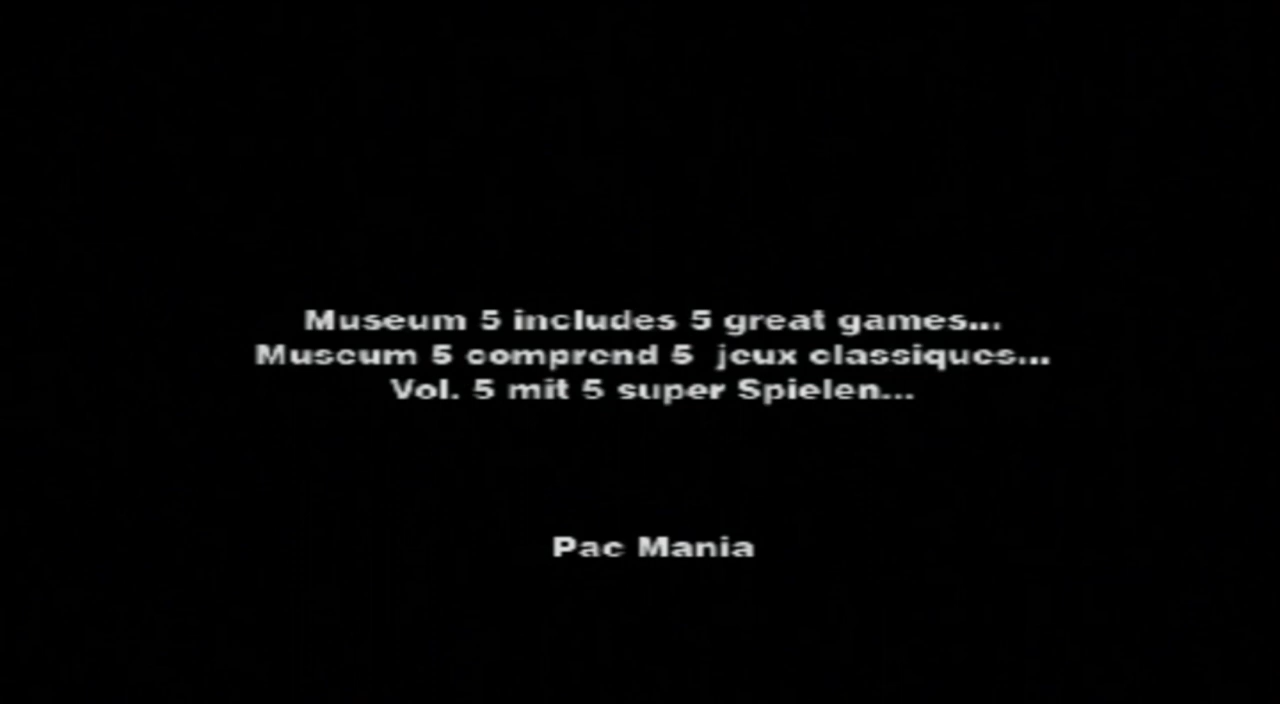 Museum 5 includes 5 great games...
Museum 5 comprend 5 jeux classiques...
Vol. 5 mit 5 super Spielen...
Pac Mania